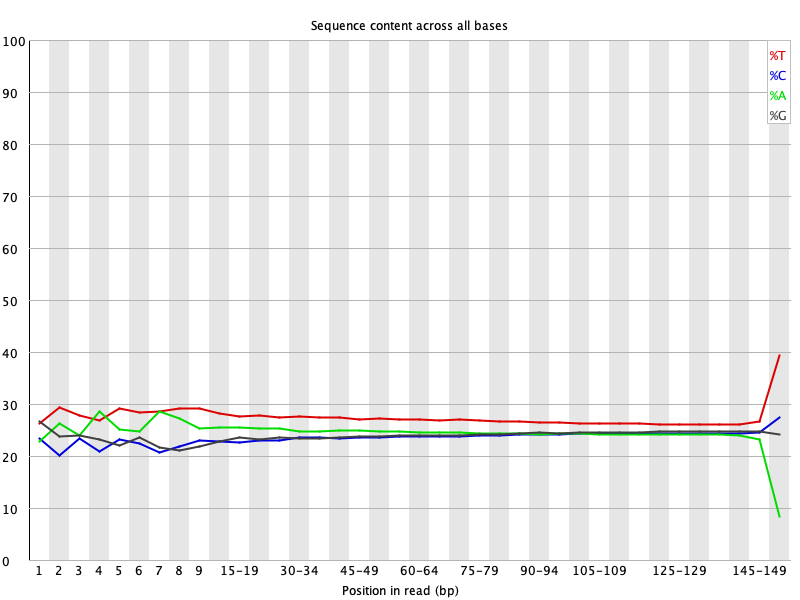 Sequence content across all bases
100
90
80
70
60
50
40
30
20
10
0
%T
%C
%A
%G
1 2 3 4 5 6 7 8 9 15-19 30-34 45-49 60-64 75-79 90-94 105-109 125-129 145-149
Position in read (bp)